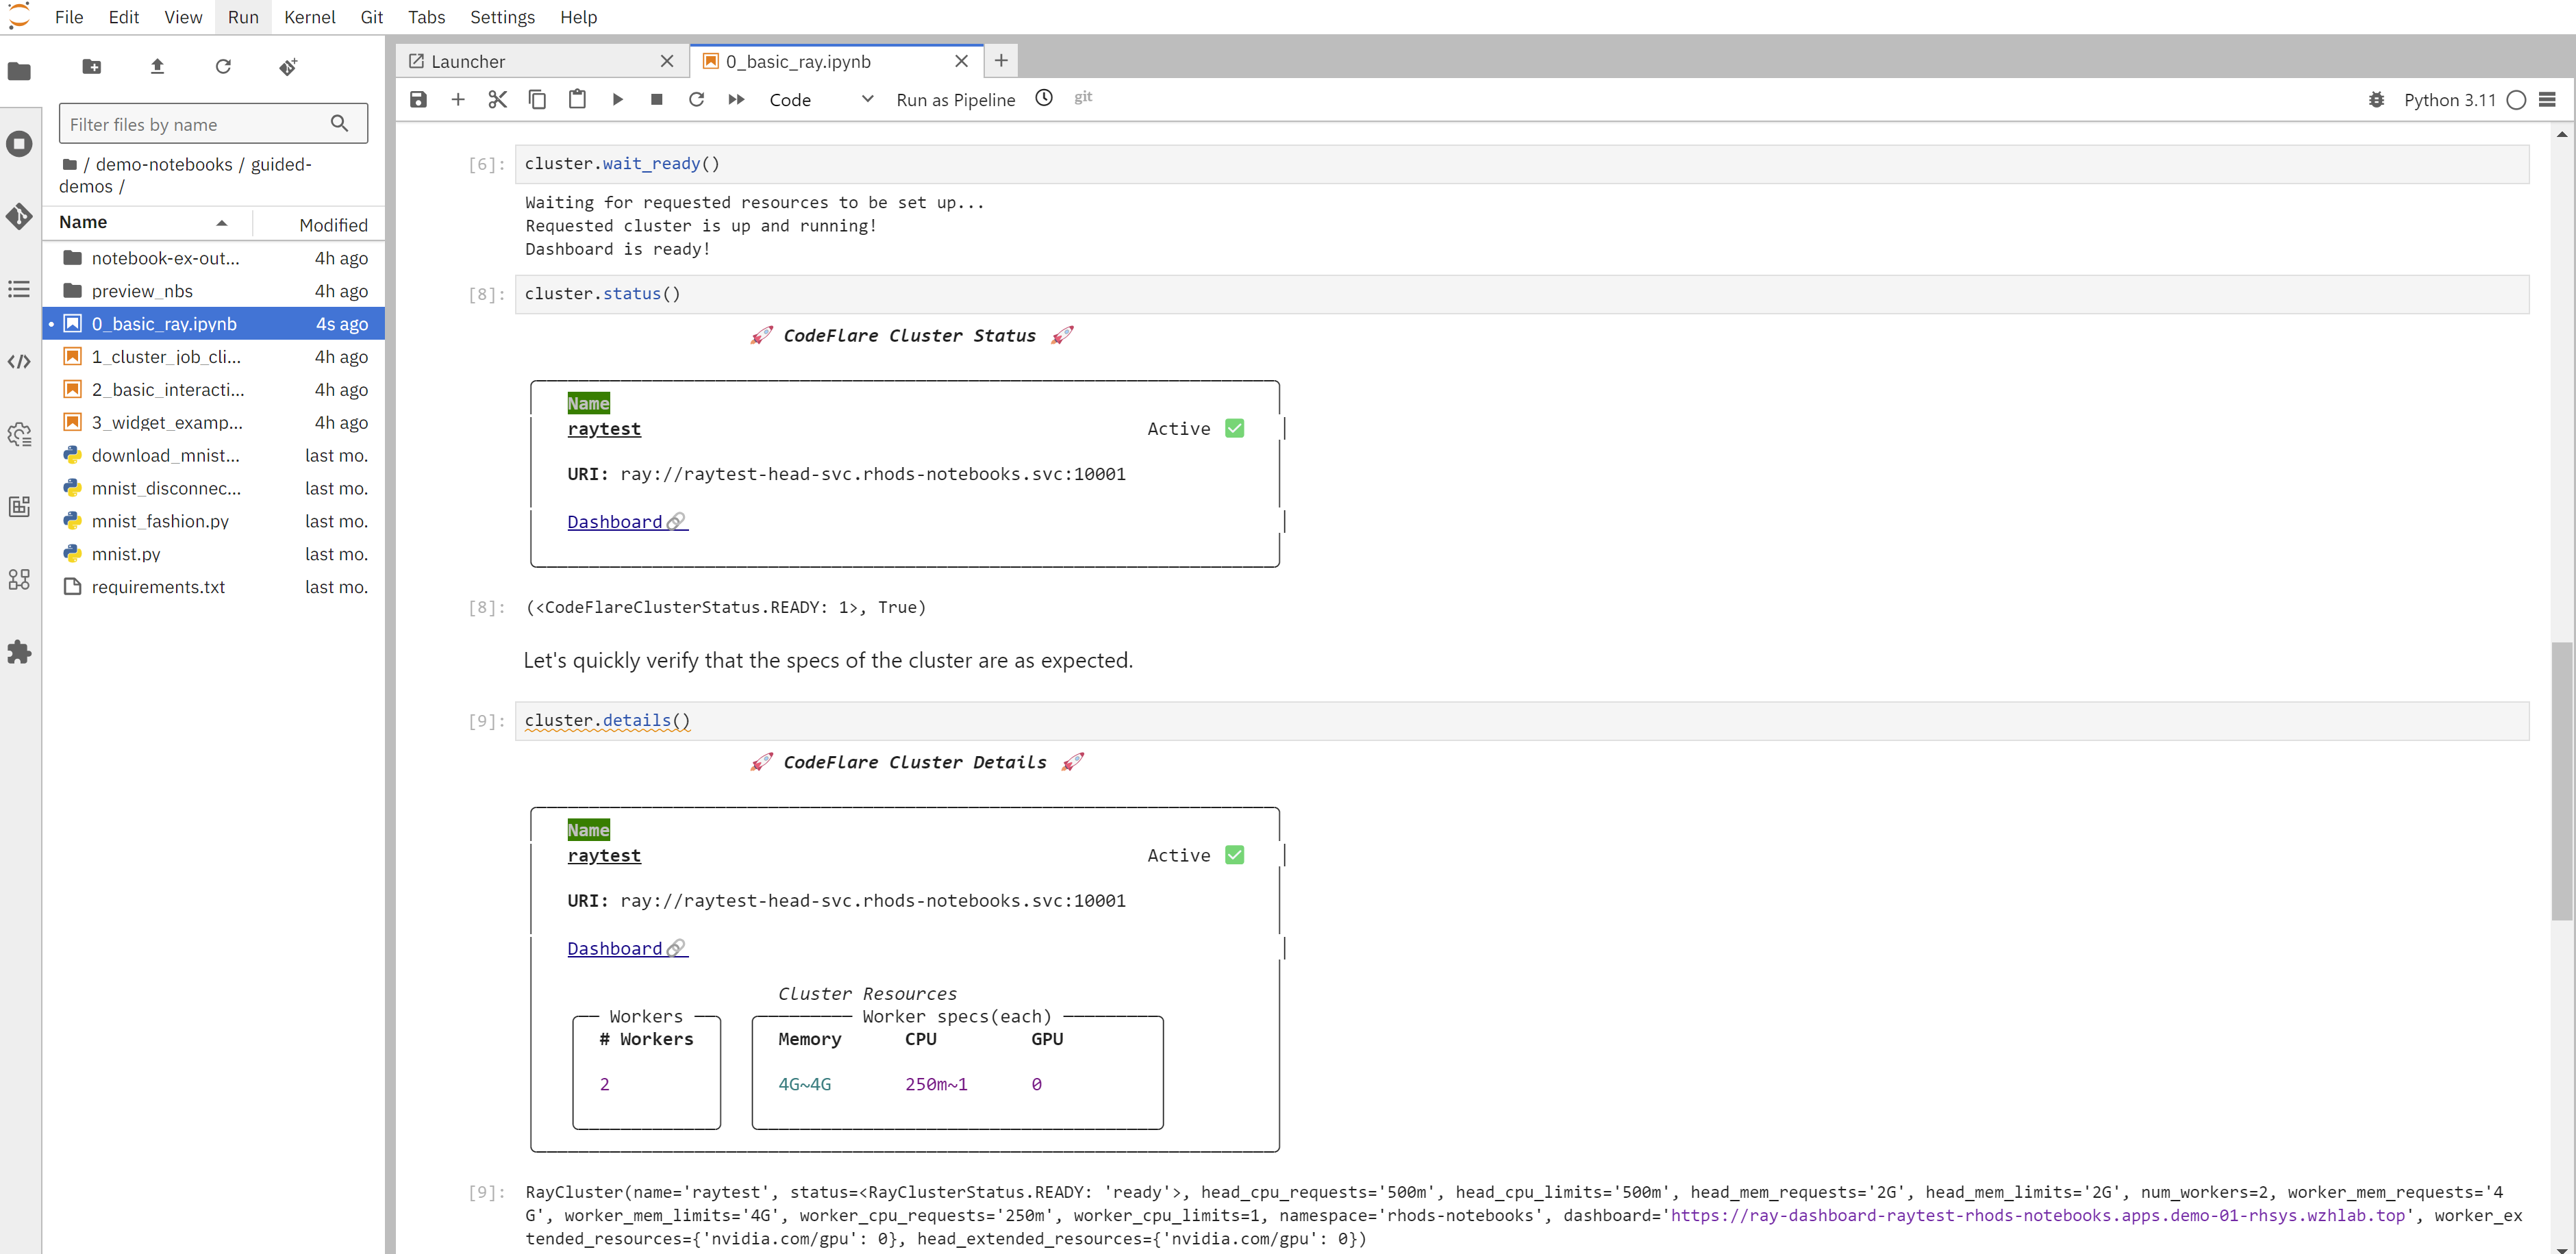 File Edit View Run Kernel Git Tabs Settings Help
Filter files by name
/ demo-notebooks / guided-
demos /
Name Modified
notebook-ex-out... 4h ago
preview_nbs 4h ago
0_basic_ray.ipynb 4s ago
1_cluster_job_cli... 4h ago
2_basic_interacti... 4h ago
3_widget_examp... 4h ago
download_mnist... last mo.
mnist_disconnec... last mo.
mnist_fashion.py last mo.
mnist.py last mo.
requirements.txt last mo.
Launcher 0_basic_ray.ipynb
Code Run as Pipeline git Python 3.11
[6]: cluster.wait_ready()
Waiting for requested resources to be set up...
Requested cluster is up and running!
Dashboard is ready!
[8]: cluster.status()
🚀 CodeFlare Cluster Status 🚀
Name
raytest Active ✅
URI: ray://raytest-head-svc.rhods-notebooks.svc:10001
Dashboard🔗
[8]: (<CodeFlareClusterStatus.READY: 1>, True)
Let's quickly verify that the specs of the cluster are as expected.
[9]: cluster.details()
🚀 CodeFlare Cluster Details 🚀
Name
raytest Active ✅
URI: ray://raytest-head-svc.rhods-notebooks.svc:10001
Dashboard🔗
Cluster Resources
Workers Worker specs(each)
# Workers Memory CPU GPU
2 4G~4G 250m~1 0
[9]: RayCluster(name='raytest', status=<RayClusterStatus.READY: 'ready'>, head_cpu_requests='500m', head_cpu_limits='500m', head_mem_requests='2G', head_mem_limits='2G', num_workers=2, worker_mem_requests='4
G', worker_mem_limits='4G', worker_cpu_requests='250m', worker_cpu_limits=1, namespace='rhods-notebooks', dashboard='https://ray-dashboard-raytest-rhods-notebooks.apps.demo-01-rhsys.wzhlab.top', worker_ex
tended_resources={'nvidia.com/gpu': 0}, head_extended_resources={'nvidia.com/gpu': 0})